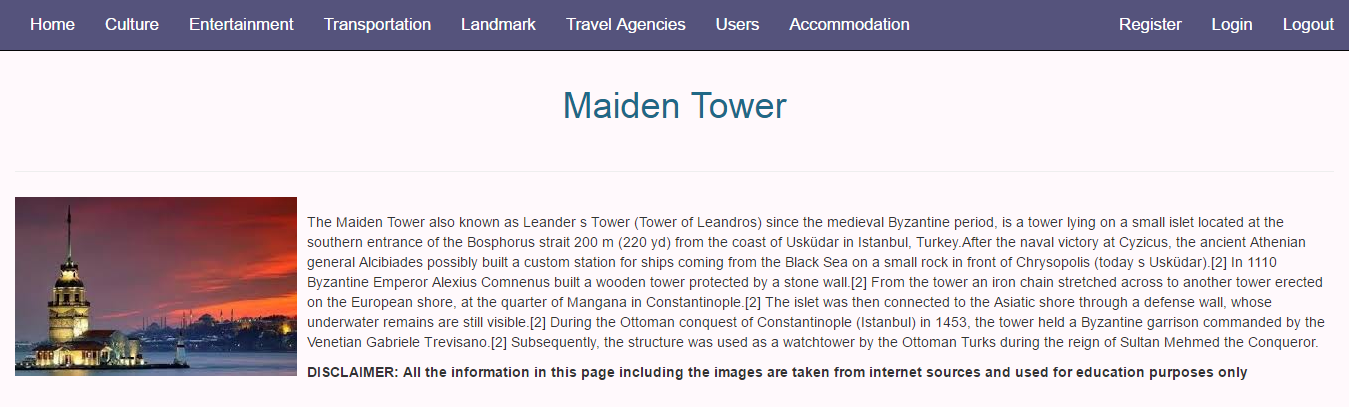 Home Culture Entertainment Transportation Landmark Travel Agencies Users Accommodation Register Login Logout
Maiden Tower
The Maiden Tower also known as Leander s Tower (Tower of Leandros) since the medieval Byzantine period, is a tower lying on a small islet located at the
southern entrance of the Bosphorus strait 200 m (220 yd) from the coast of Usküdar in Istanbul, Turkey.After the naval victory at Cyzicus, the ancient Athenian
general Alcibiades possibly built a custom station for ships coming from the Black Sea on a small rock in front of Chrysopolis (today s Usküdar).[2] In 1110
Byzantine Emperor Alexius Comnenus built a wooden tower protected by a stone wall.[2] From the tower an iron chain stretched across to another tower erected
on the European shore, at the quarter of Mangana in Constantinople.[2] The islet was then connected to the Asiatic shore through a defense wall, whose
underwater remains are still visible.[2] During the Ottoman conquest of Constantinople (Istanbul) in 1453, the tower held a Byzantine garrison commanded by the
Venetian Gabriele Trevisano.[2] Subsequently, the structure was used as a watchtower by the Ottoman Turks during the reign of Sultan Mehmed the Conqueror.
DISCLAIMER: All the information in this page including the images are taken from internet sources and used for education purposes only